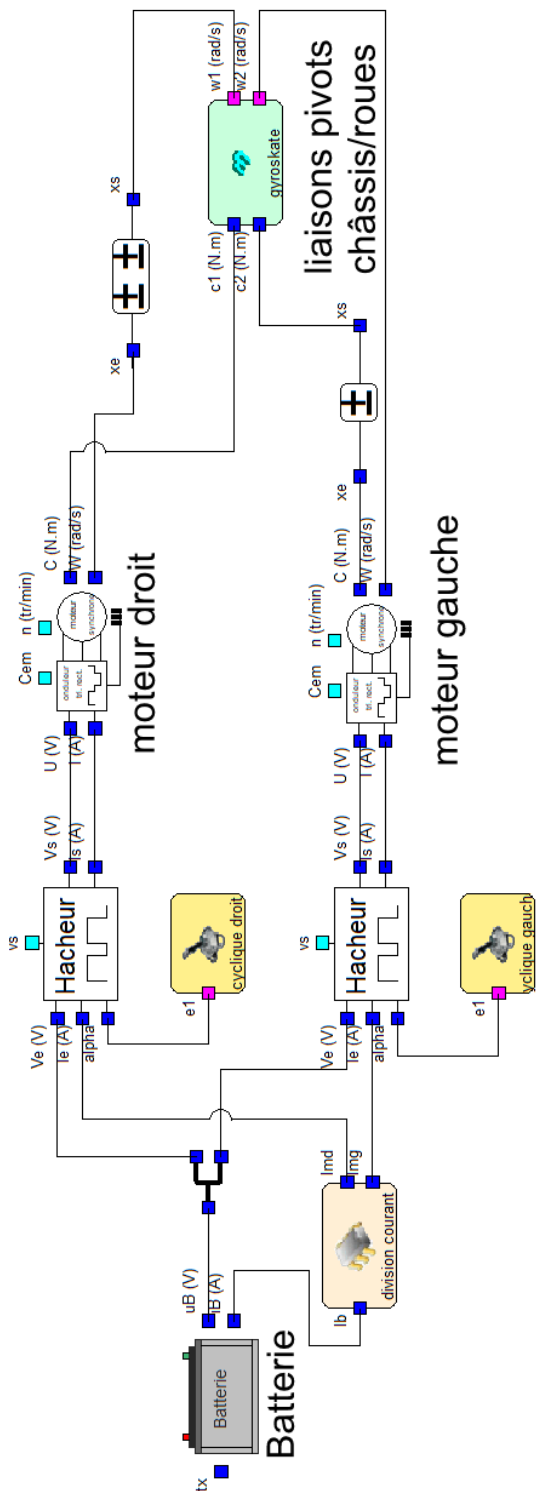 tx
Batterie
Batterie
uB (V)
iB (A)
Ib
Imd
Img
division courant
Ve (V)
Ie (A)
alpha
vs
Hacheur
Vs (V)
Is (A)
e1
cyclique droit
U (V)
I (A)
Cem
n (tr/min)
onduleur
tri. rect.
moteur
synchrone
C (N.m)
W (rad/s)
moteur droit
xe
±±
xs
Ve (V)
Ie (A)
alpha
vs
Hacheur
Vs (V)
Is (A)
e1
yclique gauch
U (V)
I (A)
Cem
n (tr/min)
onduleur
tri. rect.
moteur
synchrone
C (N.m)
W (rad/s)
moteur gauche
xe
±
xs
c1 (N.m)
c2 (N.m)
gyroskate
w1 (rad/s)
w2 (rad/s)
liaisons pivots
châssis/roues